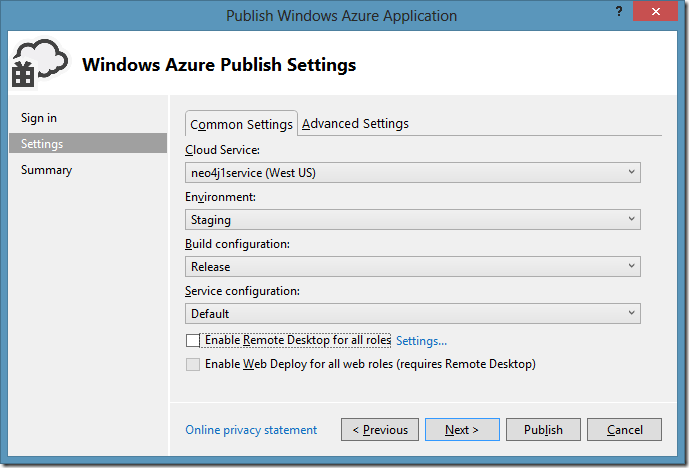 Publish Windows Azure Application
?
Windows Azure Publish Settings
Sign in
Settings
Summary
Common Settings Advanced Settings
Cloud Service:
neo4j1service (West US)
Environment:
Staging
Build configuration:
Release
Service configuration:
Default
Enable Remote Desktop for all roles Settings...
Enable Web Deploy for all web roles (requires Remote Desktop)
Online privacy statement < Previous Next > Publish Cancel